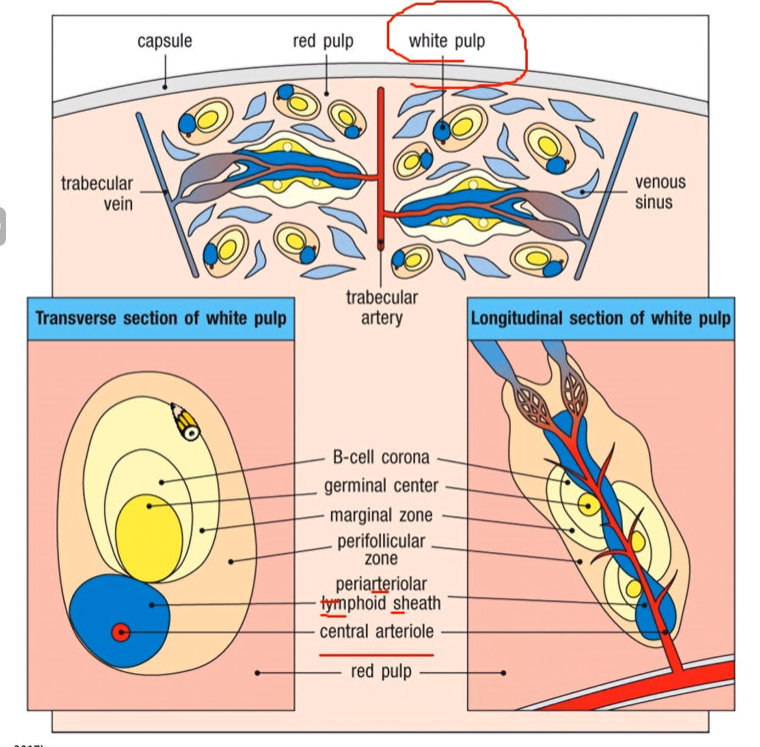 capsule
red pulp
white pulp
trabecular
vein
venous
sinus
trabecular
artery
Transverse section of white pulp
Longitudinal section of white pulp
B-cell corona
germinal center
marginal zone
perifollicular
zone
periarteriolar
lymphoid sheath
central arteriole
red pulp
2017)